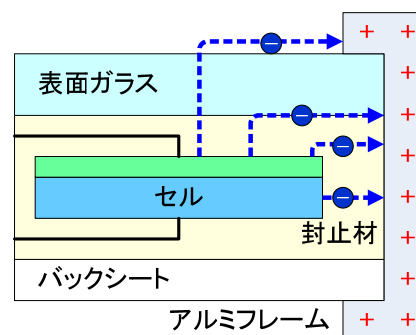 表面ガラス
セル
封止材
バックシート
アルミフレーム